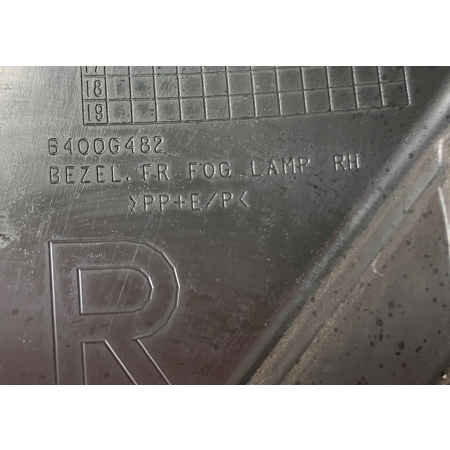 17
18
19
6400G482
BEZEL, FR FOG LAMP RH
>PP+E/P<
R